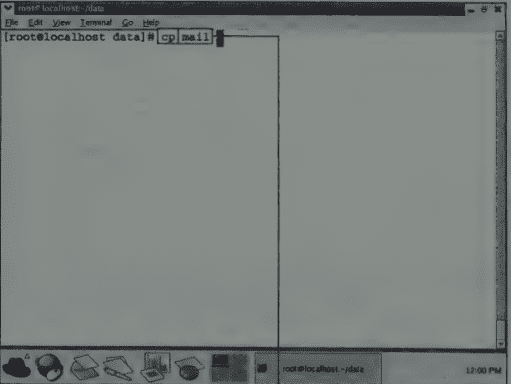 root@localhost:~/data
File Edit View Terminal Go Help
[root@localhost data]# cp mail
root@localhost:~/data
12:00 PM